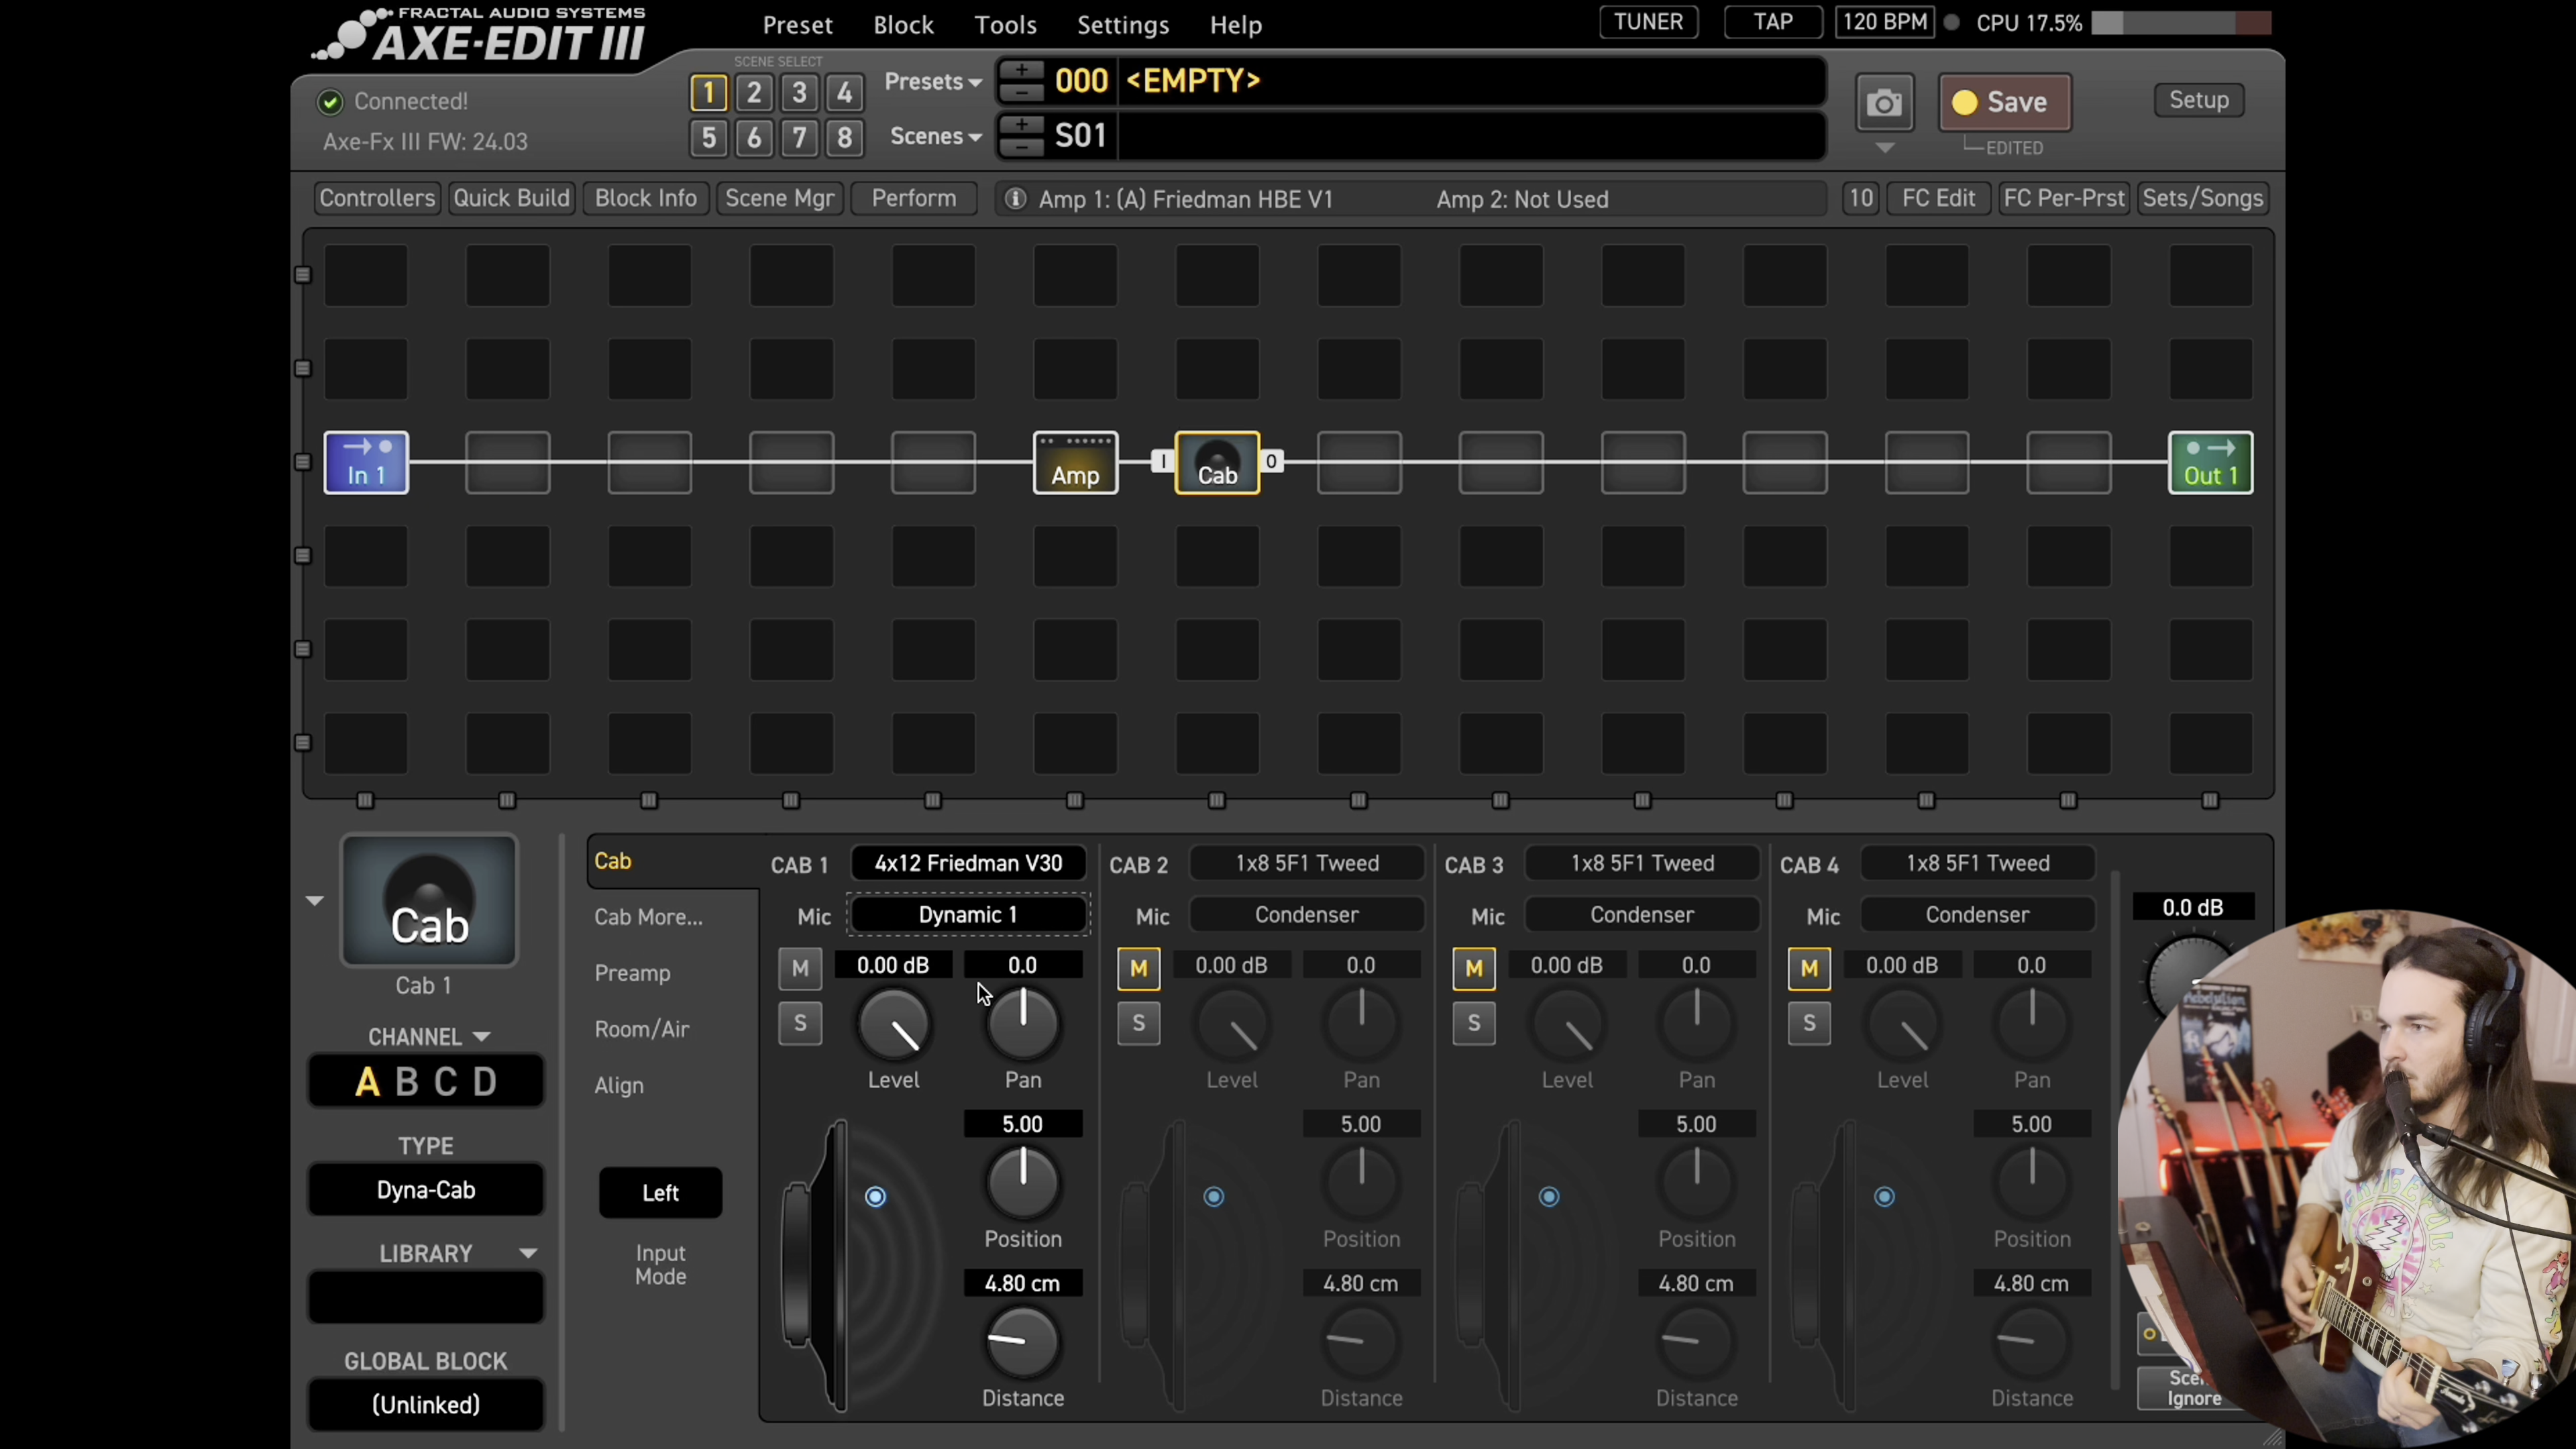 FRACTAL AUDIO SYSTEMS
AXE-EDIT III
Preset Block Tools Settings Help
TUNER TAP 120 BPM CPU 17.5%
Connected!
Axe-Fx III FW: 24.03
SCENE SELECT
1 2 3 4
5 6 7 8
Presets 000 <EMPTY>
Scenes S01
Save
EDITED
Setup
Controllers Quick Build Block Info Scene Mgr Perform
Amp 1: (A) Friedman HBE V1 Amp 2: Not Used
10 FC Edit FC Per-Prst Sets/Songs
In 1 Amp I Cab O Out 1
Cab
Cab 1
CHANNEL
A B C D
TYPE
Dyna-Cab
LIBRARY
GLOBAL BLOCK
(Unlinked)
Cab
Cab More...
Preamp
Room/Air
Align
Left
Input
Mode
CAB 1 4x12 Friedman V30
Mic Dynamic 1
M 0.00 dB 0.0
S
Level Pan
5.00
Position
4.80 cm
Distance
CAB 2 1x8 5F1 Tweed
Mic Condenser
M 0.00 dB 0.0
S
Level Pan
5.00
Position
4.80 cm
Distance
CAB 3 1x8 5F1 Tweed
Mic Condenser
M 0.00 dB 0.0
S
Level Pan
5.00
Position
4.80 cm
Distance
CAB 4 1x8 5F1 Tweed
Mic Condenser
M 0.00 dB 0.0
S
Level Pan
5.00
Position
4.80 cm
Distance
0.0 dB
Ignore